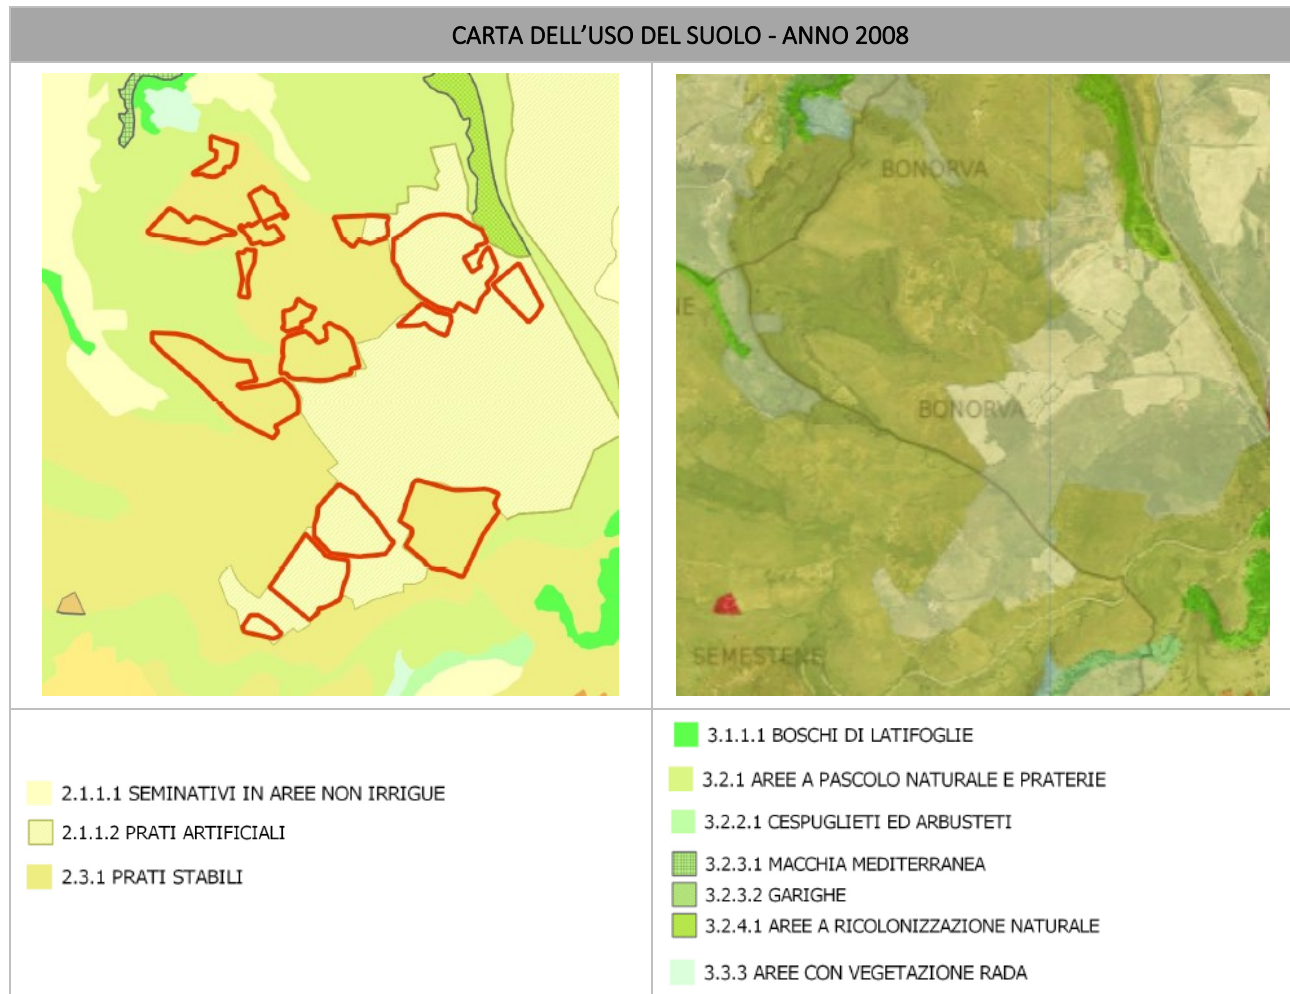 CARTA DELL'USO DEL SUOLO - ANNO 2008
BONORVA
NE
BONORVA
SEMESTENE
2.1.1.1 SEMINATIVI IN AREE NON IRRIGUE
2.1.1.2 PRATI ARTIFICIALI
2.3.1 PRATI STABILI
3.1.1.1 BOSCHI DI LATIFOGLIE
3.2.1 AREE A PASCOLO NATURALE E PRATERIE
3.2.2.1 CESPUGLIETI ED ARBUSTETI
3.2.3.1 MACCHIA MEDITERRANEA
3.2.3.2 GARIGHE
3.2.4.1 AREE A RICOLONIZZAZIONE NATURALE
3.3.3 AREE CON VEGETAZIONE RADA